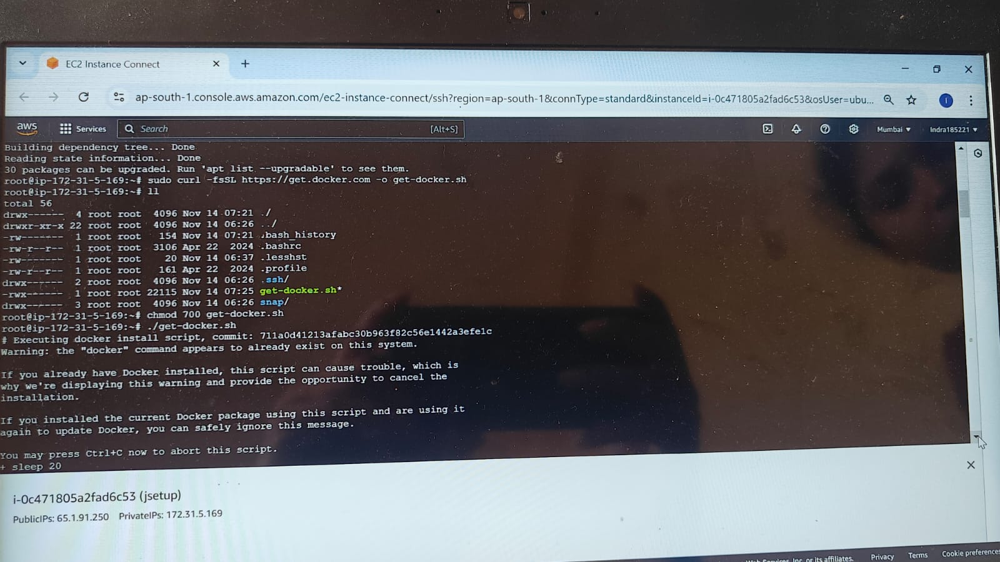 EC2 Instance Connect
ap-south-1.console.aws.amazon.com/ec2-instance-connect/ssh?region=ap-south-1&connType=standard&instanceId=i-0c471805a2fad6c53&osUser=ubu...
I
aws Services Search [Alt+S] Mumbai Indra185221
Building dependency tree... Done
Reading state information... Done
30 packages can be upgraded. Run 'apt list --upgradable' to see them.
root@ip-172-31-5-169:~# sudo curl -fsSL https://get.docker.com -o get-docker.sh
root@ip-172-31-5-169:~# ll
total 56
drwx------ 4 root root 4096 Nov 14 07:21 ./
drwxr-xr-x 22 root root 4096 Nov 14 06:26 ../
-rw------- 1 root root 154 Nov 14 07:21 .bash_history
-rw-r--r-- 1 root root 3106 Apr 22 2024 .bashrc
-rw------- 1 root root 20 Nov 14 06:37 .lesshst
-rw-r--r-- 1 root root 161 Apr 22 2024 .profile
drwx------ 2 root root 4096 Nov 14 06:26 .ssh/
-rwx------ 1 root root 22115 Nov 14 07:25 get-docker.sh*
drwx------ 3 root root 4096 Nov 14 06:26 snap/
root@ip-172-31-5-169:~# chmod 700 get-docker.sh
root@ip-172-31-5-169:~# ./get-docker.sh
# Executing docker install script, commit: 711a0d41213afabc30b963f82c56e1442a3efe1c
Warning: the "docker" command appears to already exist on this system.
If you already have Docker installed, this script can cause trouble, which is
why we're displaying this warning and provide the opportunity to cancel the
installation.
If you installed the current Docker package using this script and are using it
again to update Docker, you can safely ignore this message.
You may press Ctrl+C now to abort this script.
+ sleep 20
i-0c471805a2fad6c53 (jsetup)
PublicIPs: 65.1.91.250 PrivateIPs: 172.31.5.169
Web Services, Inc. or its affiliates. Privacy Terms Cookie preferences